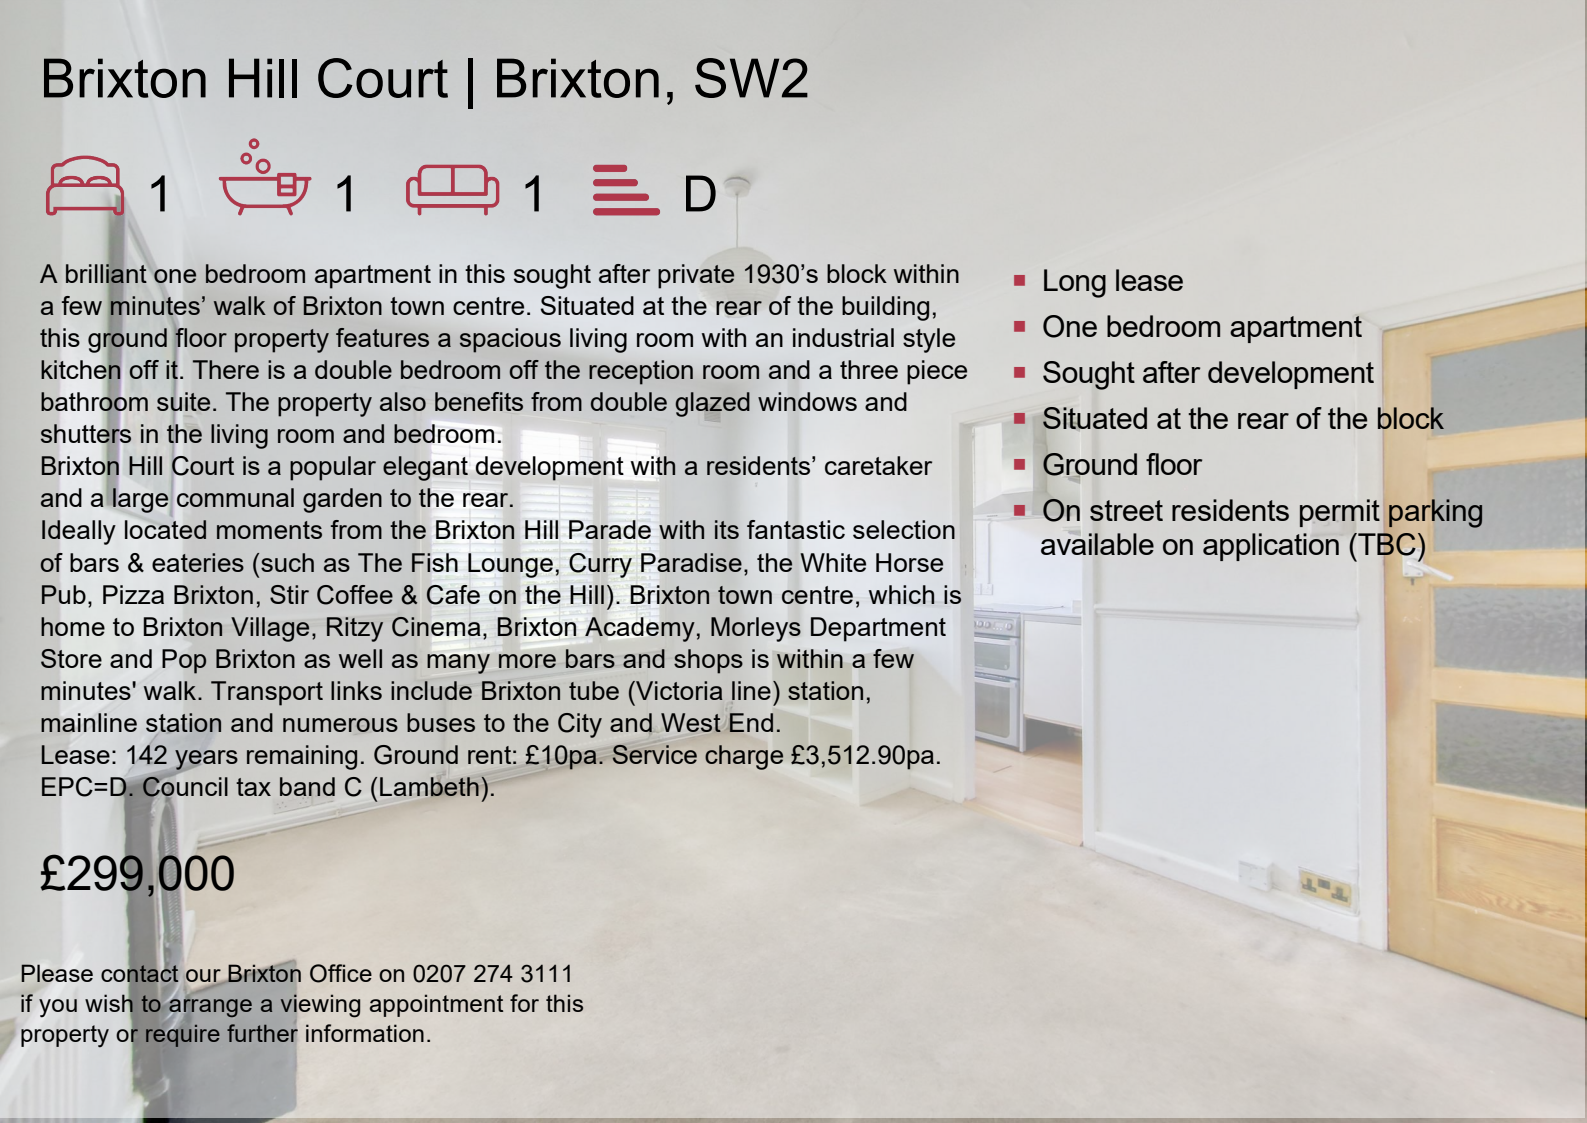 Brixton Hill Court | Brixton, SW2
1 1 1 D
A brilliant one bedroom apartment in this sought after private 1930’s block within
a few minutes’ walk of Brixton town centre. Situated at the rear of the building,
this ground floor property features a spacious living room with an industrial style
kitchen off it. There is a double bedroom off the reception room and a three piece
bathroom suite. The property also benefits from double glazed windows and
shutters in the living room and bedroom.
Brixton Hill Court is a popular elegant development with a residents’ caretaker
and a large communal garden to the rear.
Ideally located moments from the Brixton Hill Parade with its fantastic selection
of bars & eateries (such as The Fish Lounge, Curry Paradise, the White Horse
Pub, Pizza Brixton, Stir Coffee & Cafe on the Hill). Brixton town centre, which is
home to Brixton Village, Ritzy Cinema, Brixton Academy, Morleys Department
Store and Pop Brixton as well as many more bars and shops is within a few
minutes' walk. Transport links include Brixton tube (Victoria line) station,
mainline station and numerous buses to the City and West End.
Lease: 142 years remaining. Ground rent: £10pa. Service charge £3,512.90pa.
EPC=D. Council tax band C (Lambeth).
Long lease
One bedroom apartment
Sought after development
Situated at the rear of the block
Ground floor
On street residents permit parking
available on application (TBC)
£299,000
Please contact our Brixton Office on 0207 274 3111
if you wish to arrange a viewing appointment for this
property or require further information.